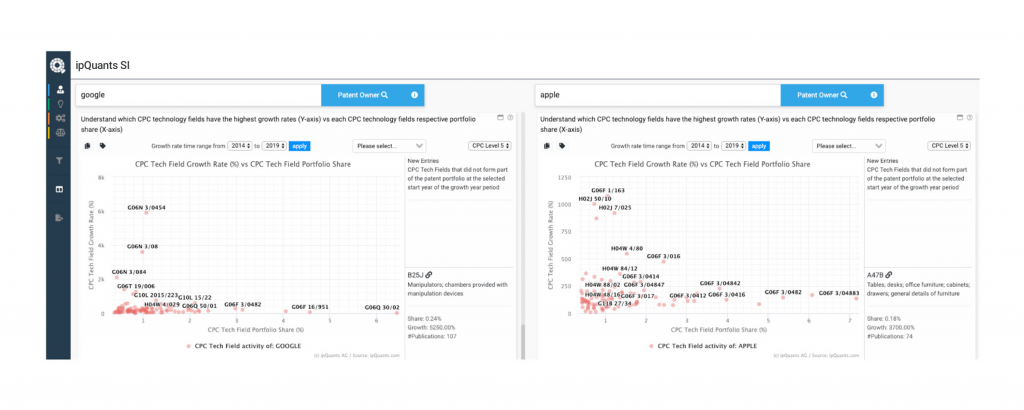 ipQuants SI
google
Patent Owner
Understand which CPC technology fields have the highest growth rates (Y-axis) vs each CPC technology fields respective portfolio
share (X-axis)
Growth rate time range from 2014 to 2019 apply
Please select...
CPC Level 5
CPC Tech Field Growth Rate (%) vs CPC Tech Field Portfolio Share
CPC Tech Field Growth Rate (%)
8k
6k
4k
2k
0k
G06N 3/0454
G06N 3/08
G06N 3/084
G06T 19/006
G10L 2015/223
G10L 15/22
H04W 4/029
G06Q 50/01
G06F 3/0482
G06F 16/951
G06Q 30/02
1
2
3
4
5
6
CPC Tech Field Portfolio Share (%)
CPC Tech Field activity of: GOOGLE
(c) ipQuants AG / Source: ipQuants.com
New Entries
CPC Tech Fields that did not form part
of the patent portfolio at the selected
start year of the growth year period
B25J
Manipulators; chambers provided with
manipulation devices
Share: 0.24%
Growth: 5250.00%
#Publications: 107
apple
Patent Owner
Understand which CPC technology fields have the highest growth rates (Y-axis) vs each CPC technology fields respective portfolio
share (X-axis)
Growth rate time range from 2014 to 2019 apply
Please select...
CPC Level 5
CPC Tech Field Growth Rate (%) vs CPC Tech Field Portfolio Share
CPC Tech Field Growth Rate (%)
1250
1000
750
500
250
0
G06F 1/163
H02J 50/10
H02J 7/025
H04W 4/80
G06F 3/016
H04W 84/12
G06F 3/0414
H04W 88/02
G06F 3/04847
G06F 3/04842
H04W 48/16
G06F 3/017
G06F 3/0412
G06F 3/0416
G06F 3/0482
G06F 3/04883
G11B 27/34
1
2
3
4
5
6
7
CPC Tech Field Portfolio Share (%)
CPC Tech Field activity of: APPLE
(c) ipQuants AG / Source: ipQuants.com
New Entries
CPC Tech Fields that did not form part
of the patent portfolio at the selected
start year of the growth year period
A47B
Tables; desks; office furniture; cabinets;
drawers; general details of furniture
Share: 0.18%
Growth: 3700.00%
#Publications: 74